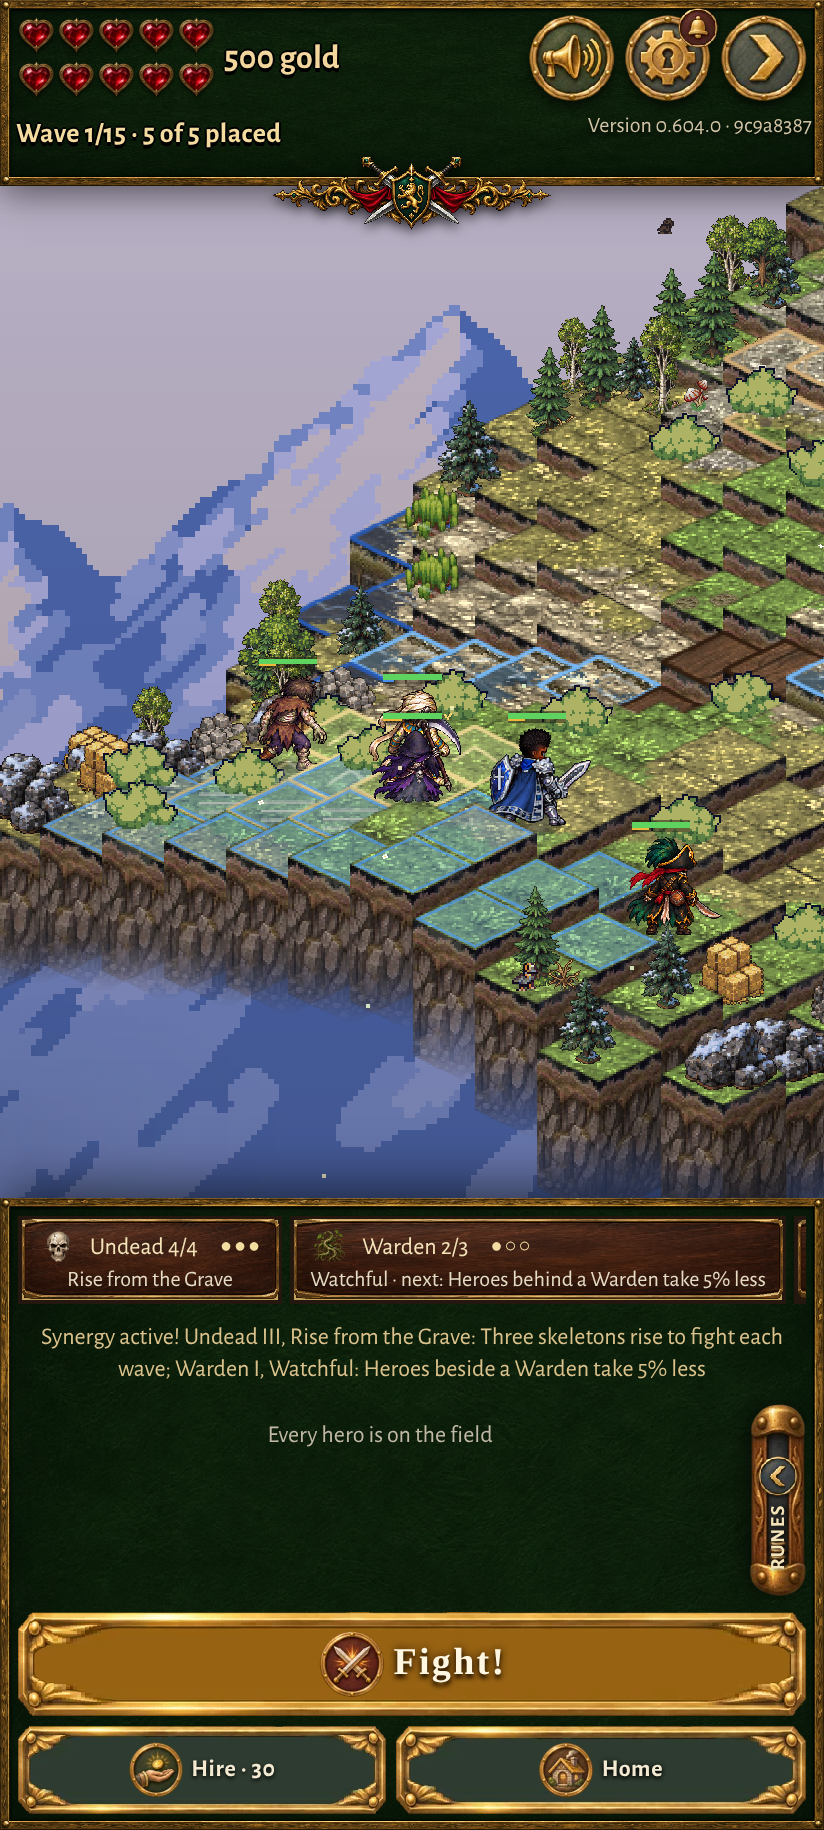 500 gold
Wave 1/15 · 5 of 5 placed
Version 0.604.0 · 9c9a8387
Undead 4/4
Rise from the Grave
Warden 2/3
Watchful · next: Heroes behind a Warden take 5% less
Synergy active! Undead III, Rise from the Grave: Three skeletons rise to fight each
wave; Warden I, Watchful: Heroes beside a Warden take 5% less
Every hero is on the field
RUNES
Fight!
Hire · 30
Home